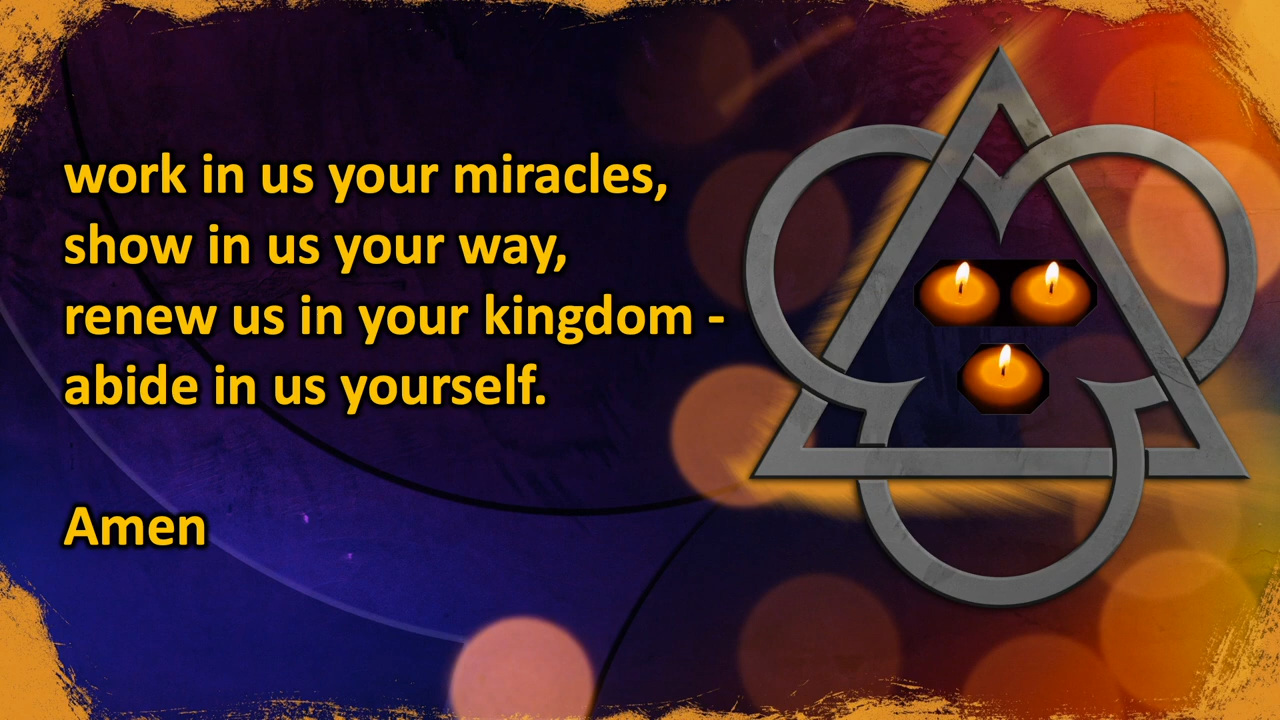 work in us your miracles,
show in us your way,
renew us in your kingdom -
abide in us yourself.
Amen